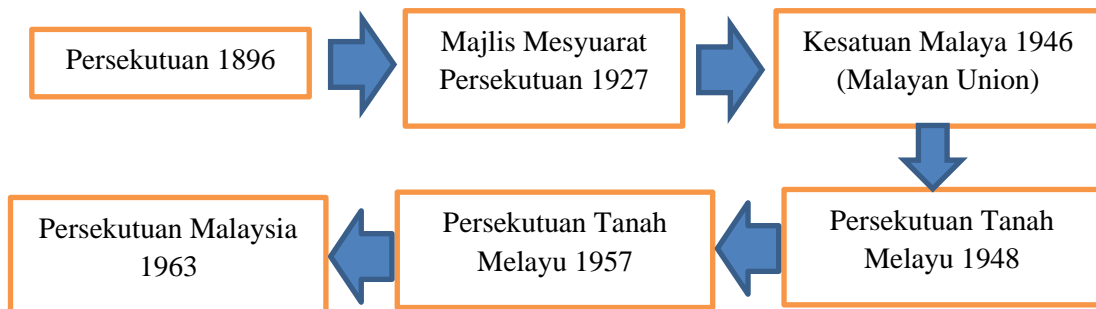 Persekutuan 1896
Majlis Mesyuarat
Persekutuan 1927
Kesatuan Malaya 1946
(Malayan Union)
Persekutuan Tanah
Melayu 1948
Persekutuan Tanah
Melayu 1957
Persekutuan Malaysia
1963